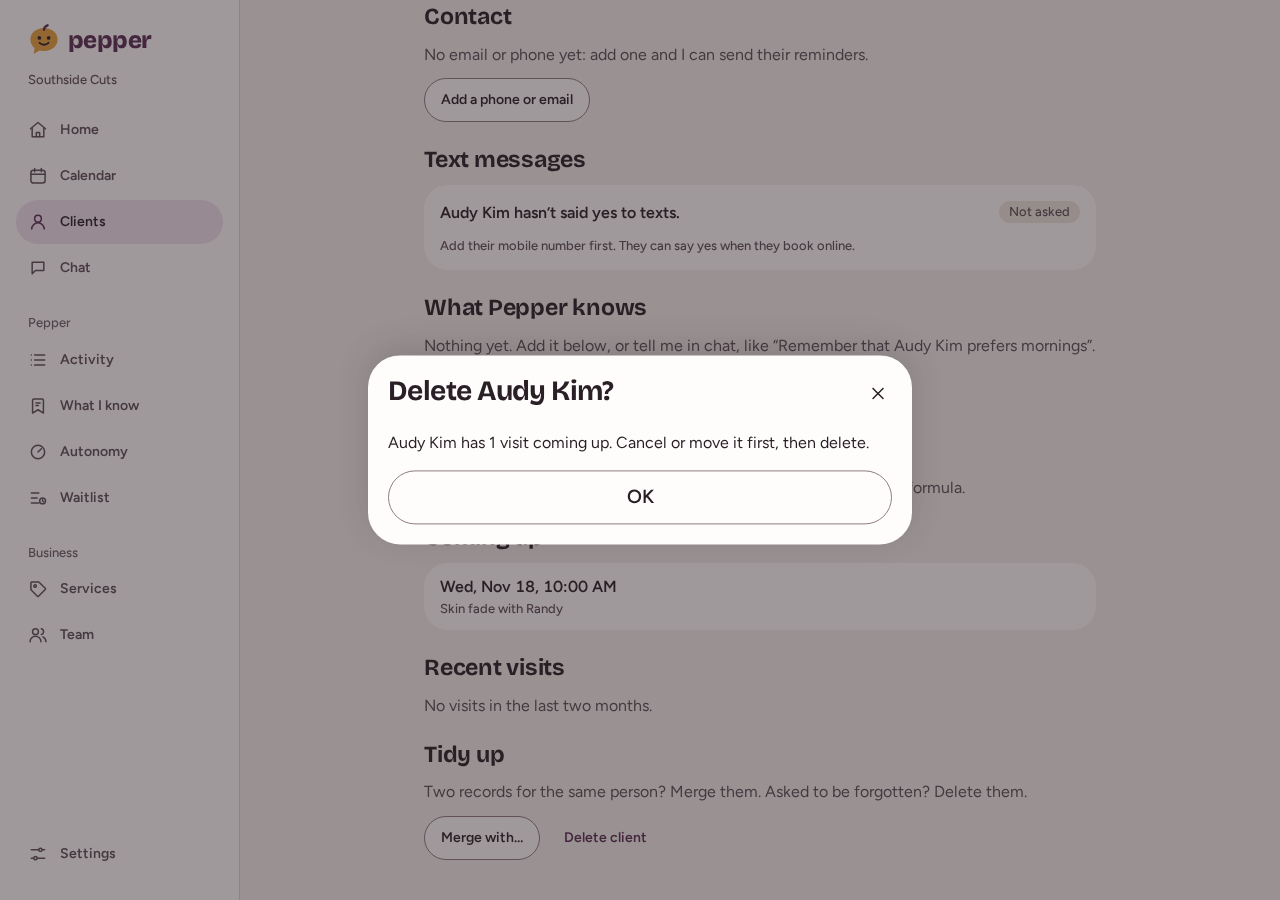 pepper
Southside Cuts
Home
Calendar
Clients
Chat
Pepper
Activity
What I know
Autonomy
Waitlist
Business
Services
Team
Settings
Contact
No email or phone yet: add one and I can send their reminders.
Add a phone or email
Text messages
Audy Kim hasn’t said yes to texts.
Not asked
Add their mobile number first. They can say yes when they book online.
What Pepper knows
Nothing yet. Add it below, or tell me in chat, like “Remember that Audy Kim prefers mornings”.
Delete Audy Kim?
Audy Kim has 1 visit coming up. Cancel or move it first, then delete.
OK
formula.
Wed, Nov 18, 10:00 AM
Skin fade with Randy
Recent visits
No visits in the last two months.
Tidy up
Two records for the same person? Merge them. Asked to be forgotten? Delete them.
Merge with...
Delete client